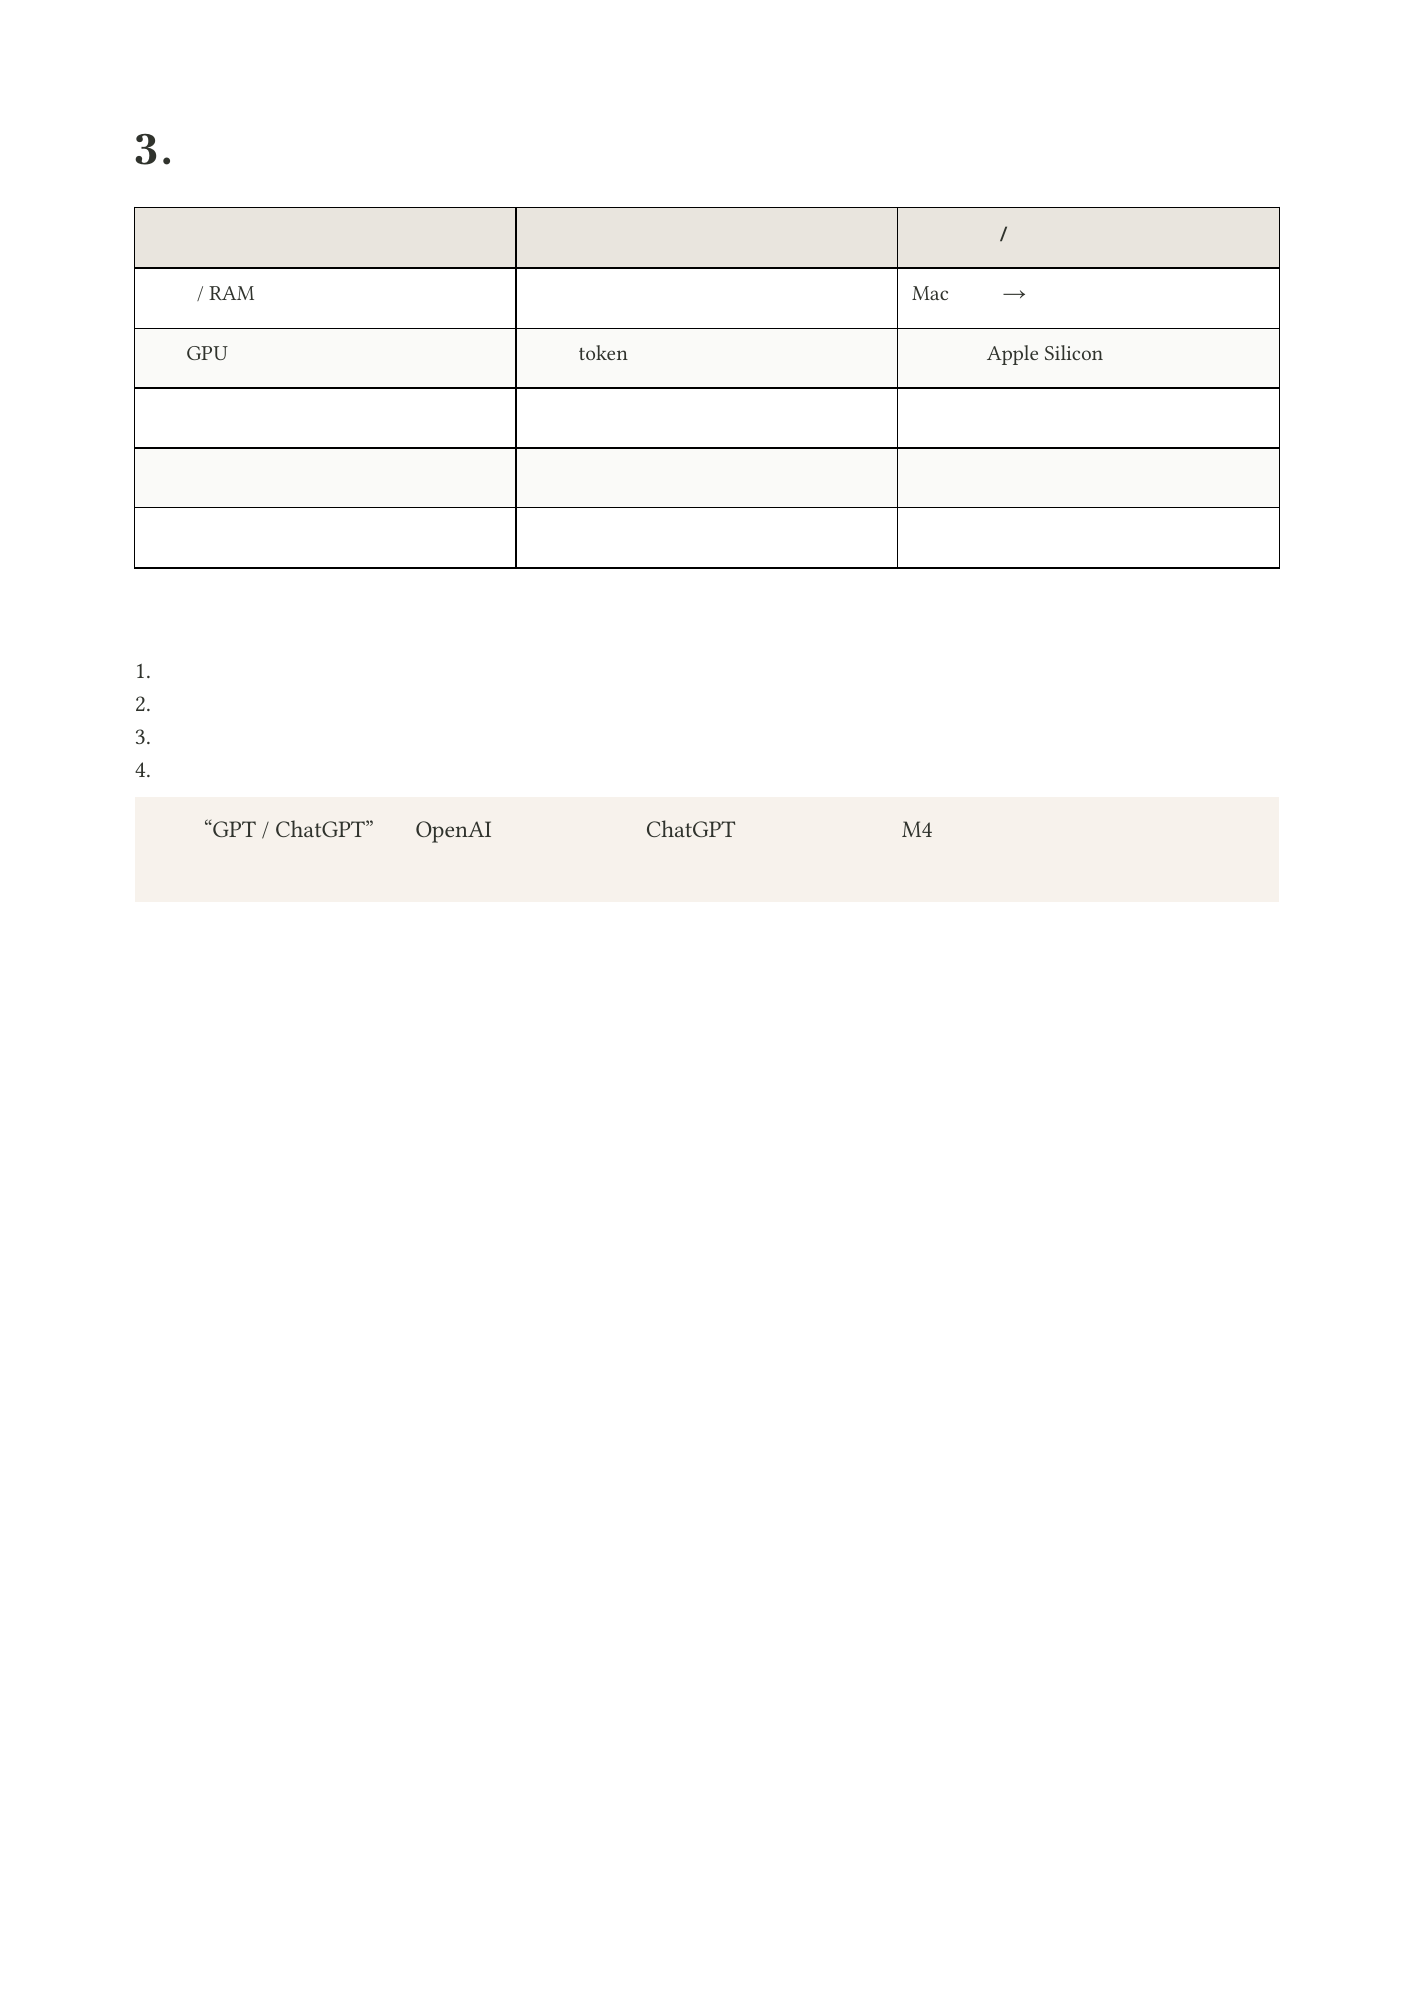 3.
/
/ RAM Mac →
GPU token Apple Silicon
1.
2.
3.
4.
“GPT / ChatGPT” OpenAI ChatGPT M4